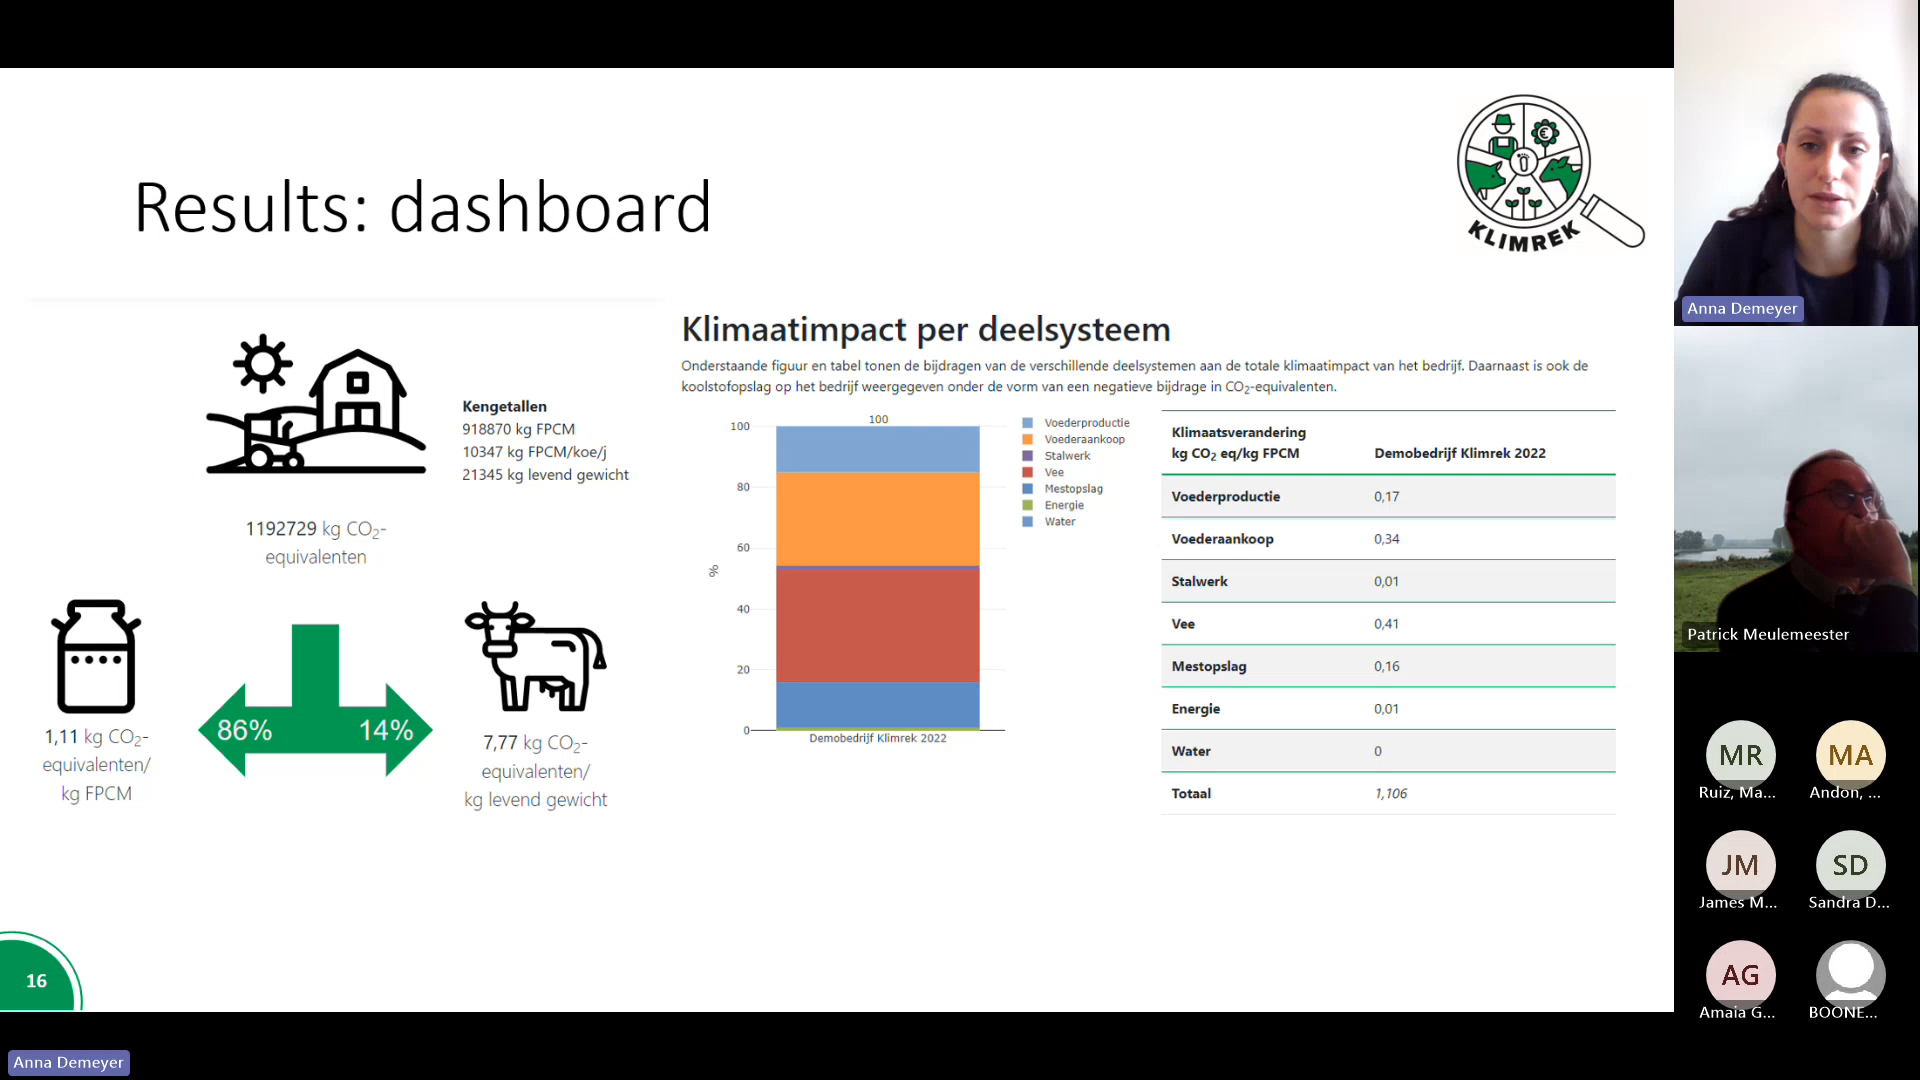 KLIMREK
Results: dashboard
Kengetallen
918870 kg FPCM
10347 kg FPCM/koe/j
21345 kg levend gewicht
1192729 kg CO2-
equivalenten
86%
14%
1,11 kg CO2-
equivalenten/
kg FPCM
7,77 kg CO2-
equivalenten/
kg levend gewicht
Klimaatimpact per deelsysteem
Onderstaande figuur en tabel tonen de bijdragen van de verschillende deelsystemen aan de totale klimaatimpact van het bedrijf. Daarnaast is ook de
koolstofopslag op het bedrijf weergegeven onder de vorm van een negatieve bijdrage in CO2-equivalenten.
100
100
80
60
40
20
0
%
Demobedrijf Klimrek 2022
Voederproductie
Voederaankoop
Stalwerk
Vee
Mestopslag
Energie
Water
Klimaatsverandering
kg CO2 eq/kg FPCM
Demobedrijf Klimrek 2022
Voederproductie 0,17
Voederaankoop 0,34
Stalwerk 0,01
Vee 0,41
Mestopslag 0,16
Energie 0,01
Water 0
Totaal 1,106
16
Anna Demeyer
Anna Demeyer
Patrick Meulemeester
MR
Ruiz, Ma...
MA
Andon, ...
JM
James M...
SD
Sandra D...
AG
Amaia G...
BOONE...